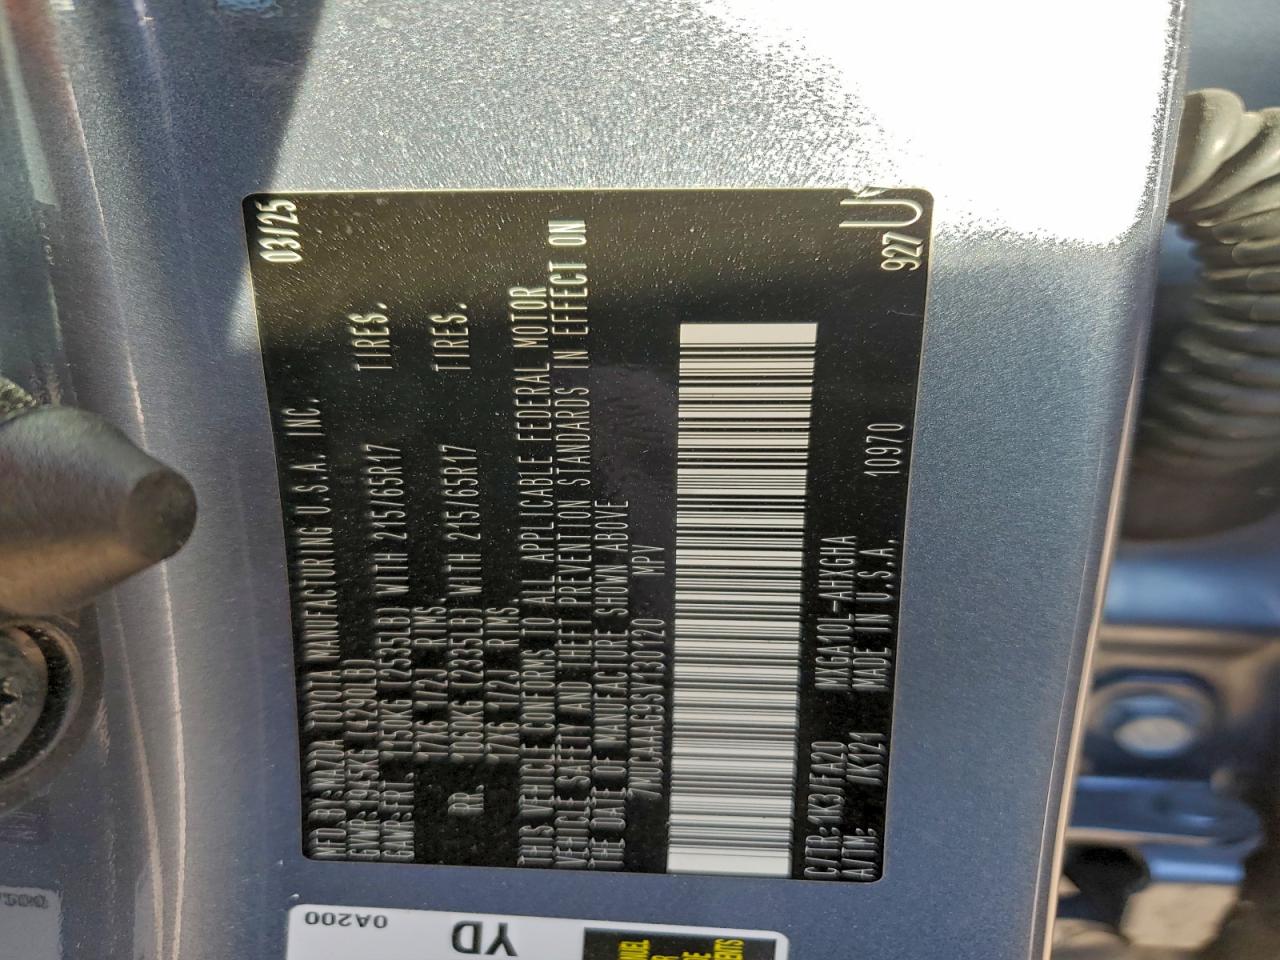 03/25
MFD BY: MAZDA TOYOTA MANUFACTURING U.S.A. INC.
GVWR: 1945KG (4290LB)
GAWR: FRT. 1150KG (2535LB) WITH 215/65R17 TIRES.
17X6 1/2J RIMS.
RR. 1060KG (2335LB) WITH 215/65R17 TIRES.
17X6 1/2J RIMS
THIS VEHICLE CONFORMS TO ALL APPLICABLE FEDERAL MOTOR
VEHICLE SAFETY AND THEFT PREVENTION STANDARDS IN EFFECT ON
THE DATE OF MANUFACTURE SHOWN ABOVE
MPV
C/TR: 1K3/FA20 MXGA10L-AHXGHA
A/TM: /K121 MADE IN U.S.A. 10970
927 U
0A200
YD